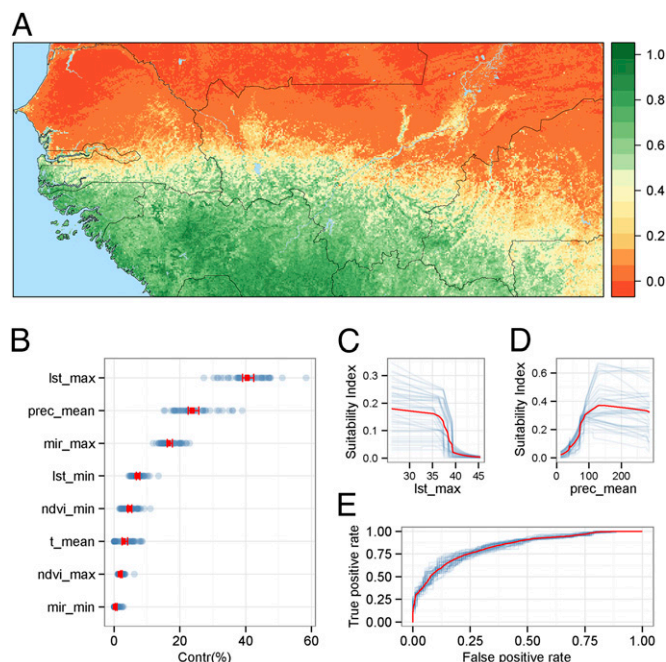 A
1.0
0.8
0.6
0.4
0.2
0.0
B
lst_max
prec_mean
mir_max
lst_min
ndvi_min
t_mean
ndvi_max
mir_min
0 20 40 60
Contr(%)
C
Suitability Index
0.3
0.2
0.1
0.0
25 30 35 40 45
lst_max
D
Suitability Index
0.6
0.4
0.2
0.0
0 100 200
prec_mean
E
True positive rate
1.00
0.75
0.50
0.25
0.00
0.00 0.25 0.50 0.75 1.00
False positive rate